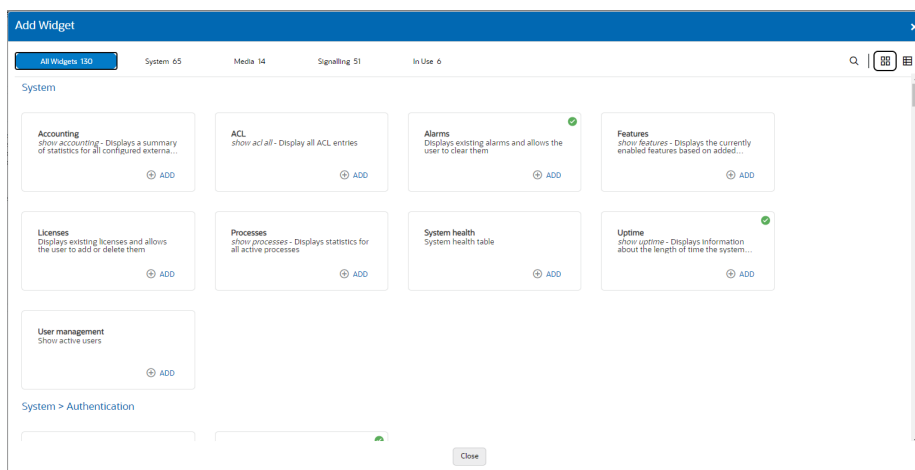 Add Widget
All Widgets 130
System 65
Media 14
Signalling 51
In Use 6
System
Accounting
show accounting - Displays a summary
of statistics for all configured externa...
ADD
ACL
show acl all - Display all ACL entries
ADD
Alarms
Displays existing alarms and allows the
user to clear them
ADD
Features
show features - Displays the currently
enabled features based on added...
ADD
Licenses
Displays existing licenses and allows
the user to add or delete them
ADD
Processes
show processes - Displays statistics for
all active processes
ADD
System health
System health table
ADD
Uptime
show uptime - Displays information
about the length of time the system...
ADD
User management
Show active users
ADD
System > Authentication
Close